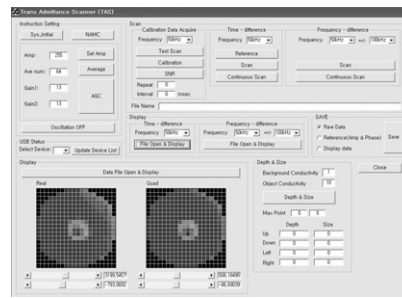 Trans Admittance Scanner (TAS)
Instruction Setting
Sys_Initial
NAMC
Amp: 255
Set Amp
Ave num: 64
Average
Gain1: 13
AGC
Gain2: 13
Oscillation OFF
USB Status
Select Device:
Update Device List
Scan
Calibration Data Acquire
Frequency 50kHz
Test Scan
Calibration
SNR
Repeat 0
Interval 0 msec
Time - difference
Frequency 50kHz
Reference
Scan
Continuous Scan
Frequency - difference
Frequency 50kHz <-> 100kHz
Scan
Continuous Scan
File Name
Display
Time - difference
Frequency 50kHz
File Open & Display
Frequency - difference
Frequency 50kHz >< 100kHz
File Open & Display
SAVE
Raw Data
Reference(Amp & Phase)
Display data
Save
Close
Display
Data File Open & Display
Real
Quad
Depth & Size
Background Conductivity 1
Object Conductivity
Depth & Size
Max Point 0 0
Depth Size
Up 0 0
Down 0 0
Left 0 0
Right 0 0